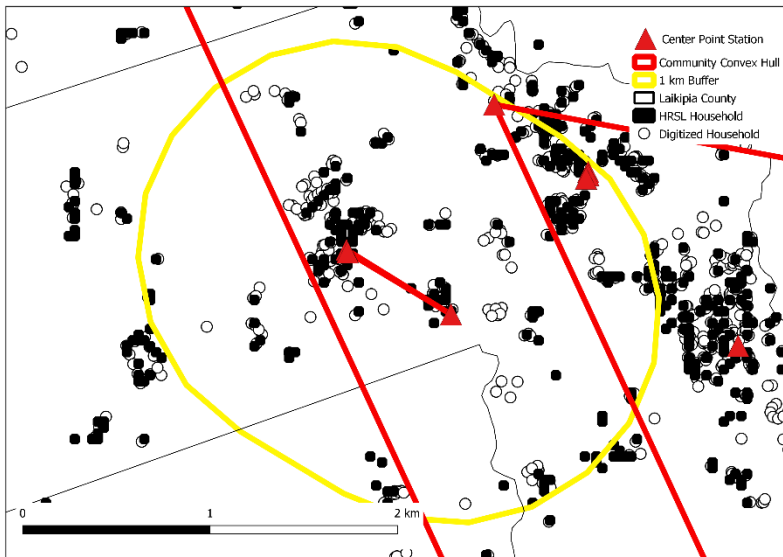 Center Point Station
Community Convex Hull
1 km Buffer
Laikipia County
HRSL Household
Digitized Household
0 1 2 km